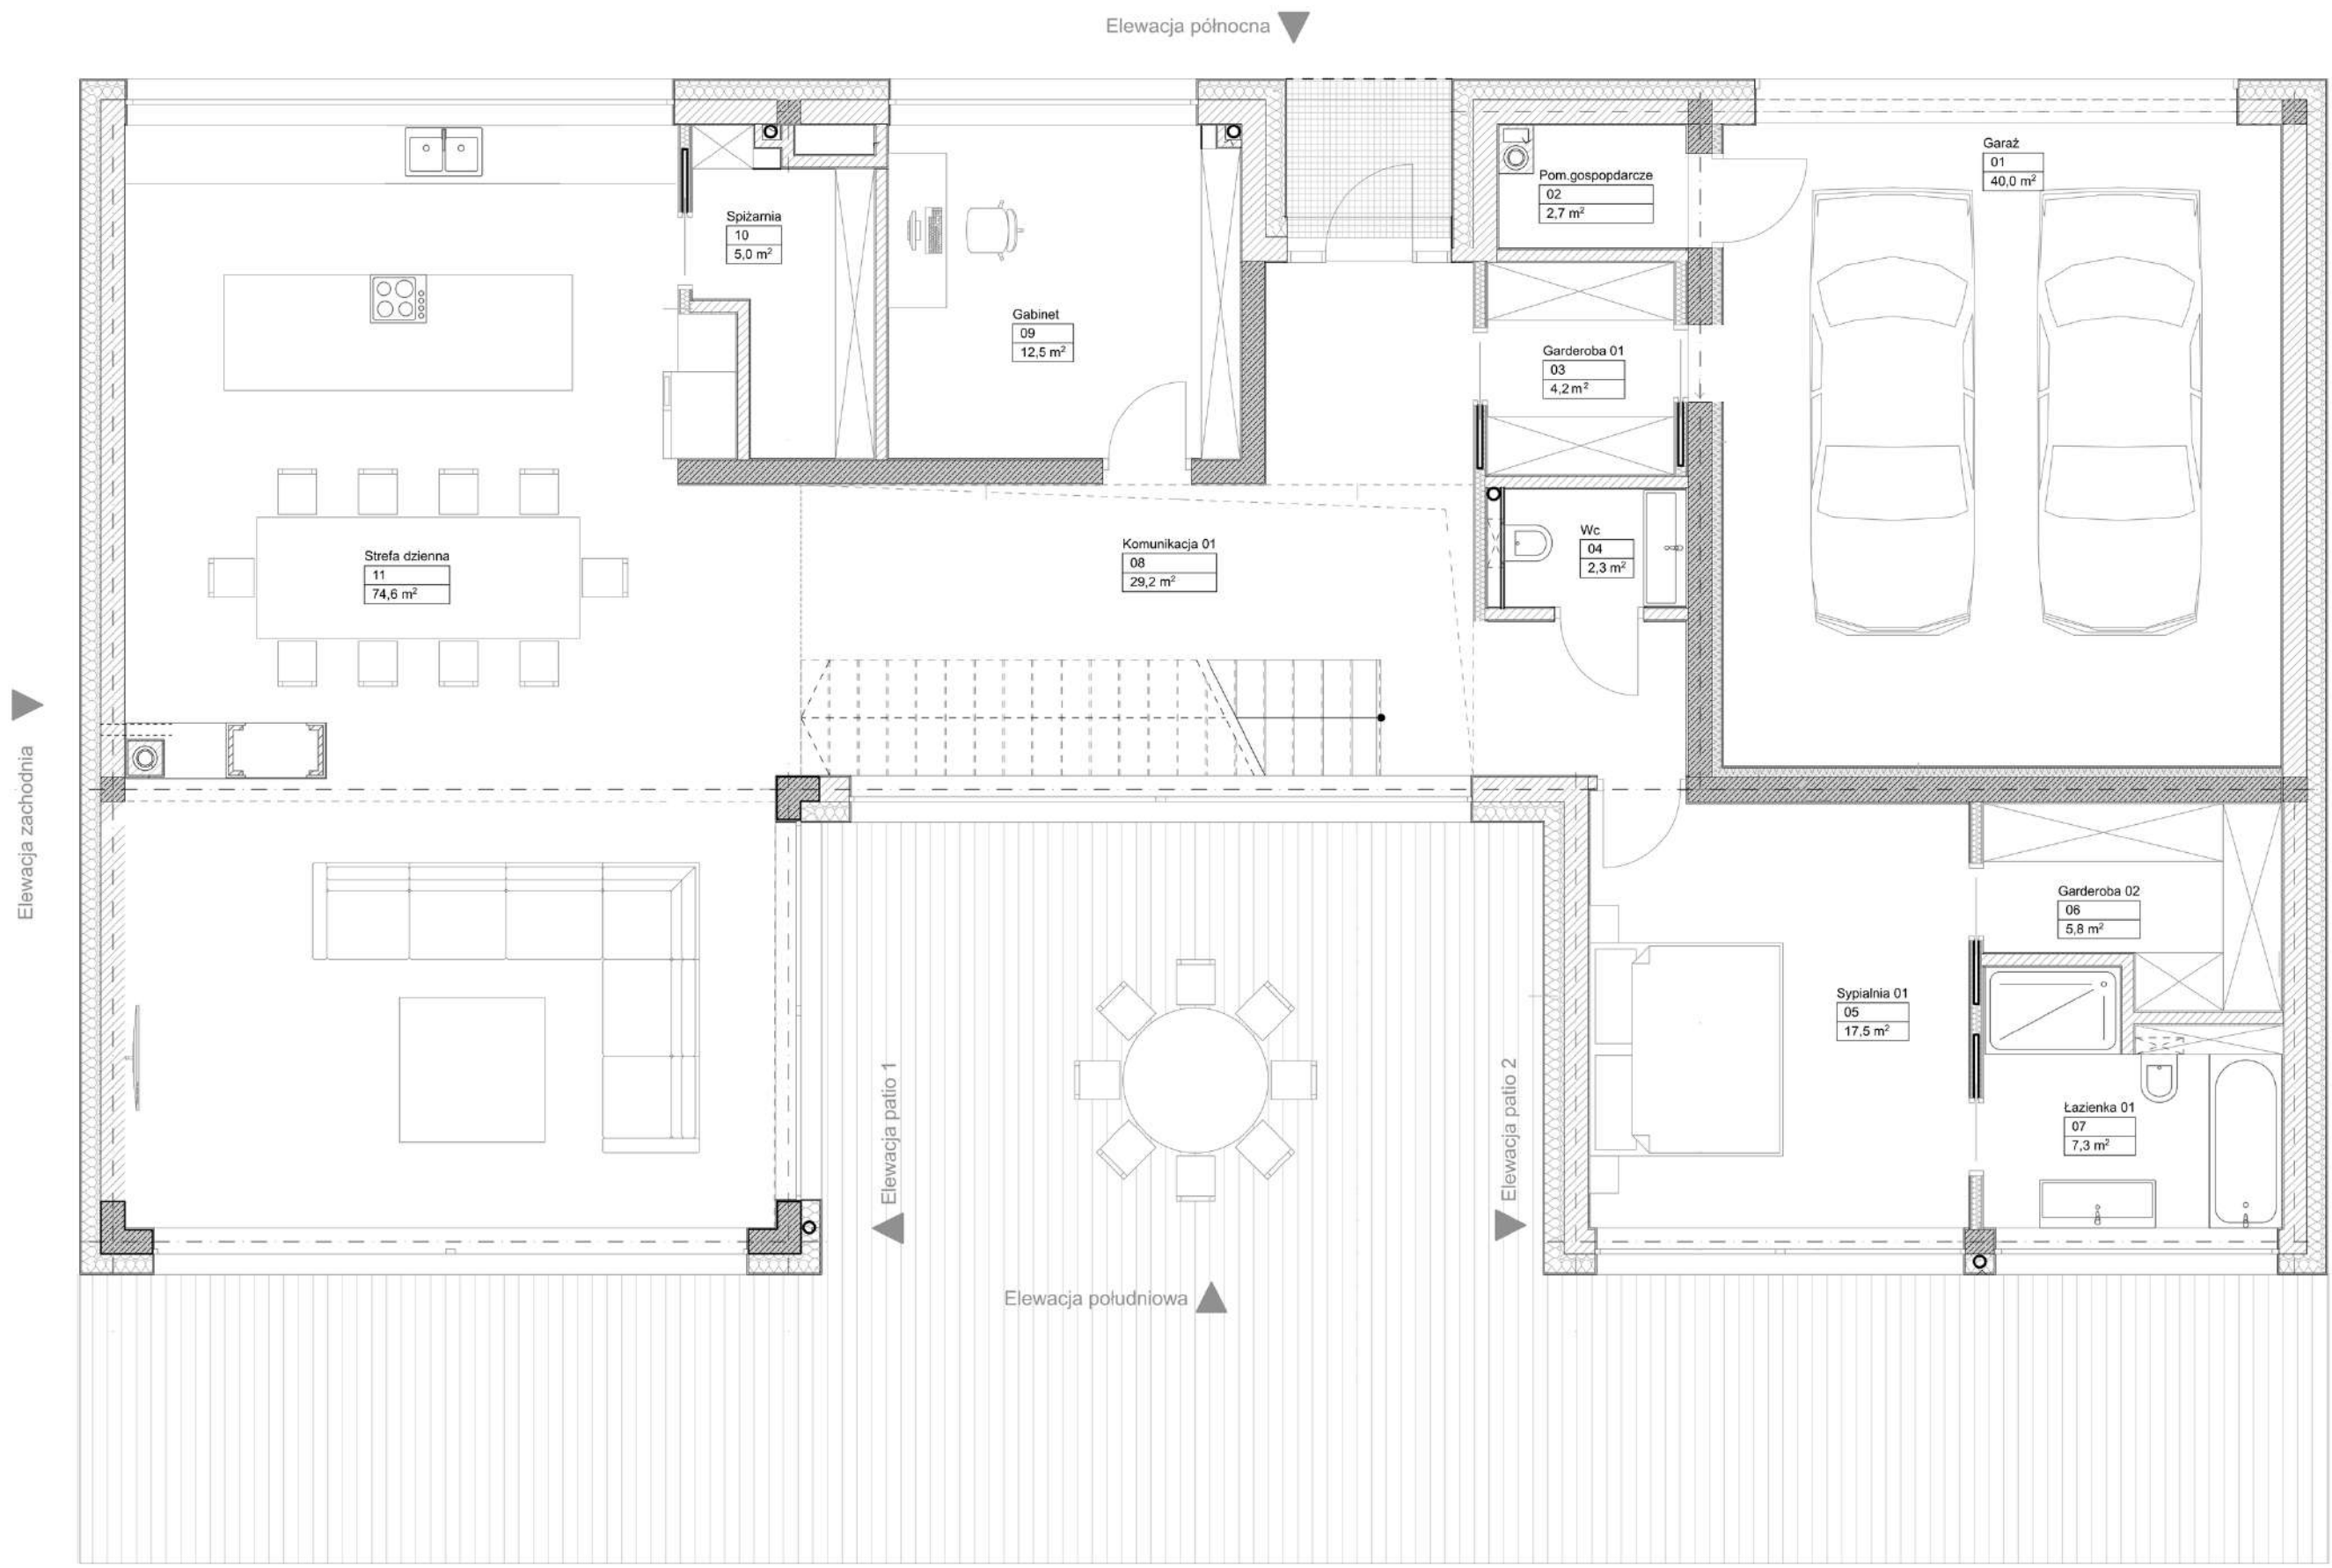 Elewacja północna
Garaż
01
40,0 m²
Pom.gospopdarcze
02
2,7 m²
Spiżarnia
10
5,0 m²
Gabinet
09
12,5 m²
Garderoba 01
03
4,2 m²
Wc
04
2,3 m²
Strefa dzienna
11
74,6 m²
Komunikacja 01
08
29,2 m²
Elewacja zachodnia
Garderoba 02
06
5,8 m²
Sypialnia 01
05
17,5 m²
Łazienka 01
07
7,3 m²
Elewacja patio 1
Elewacja patio 2
Elewacja południowa